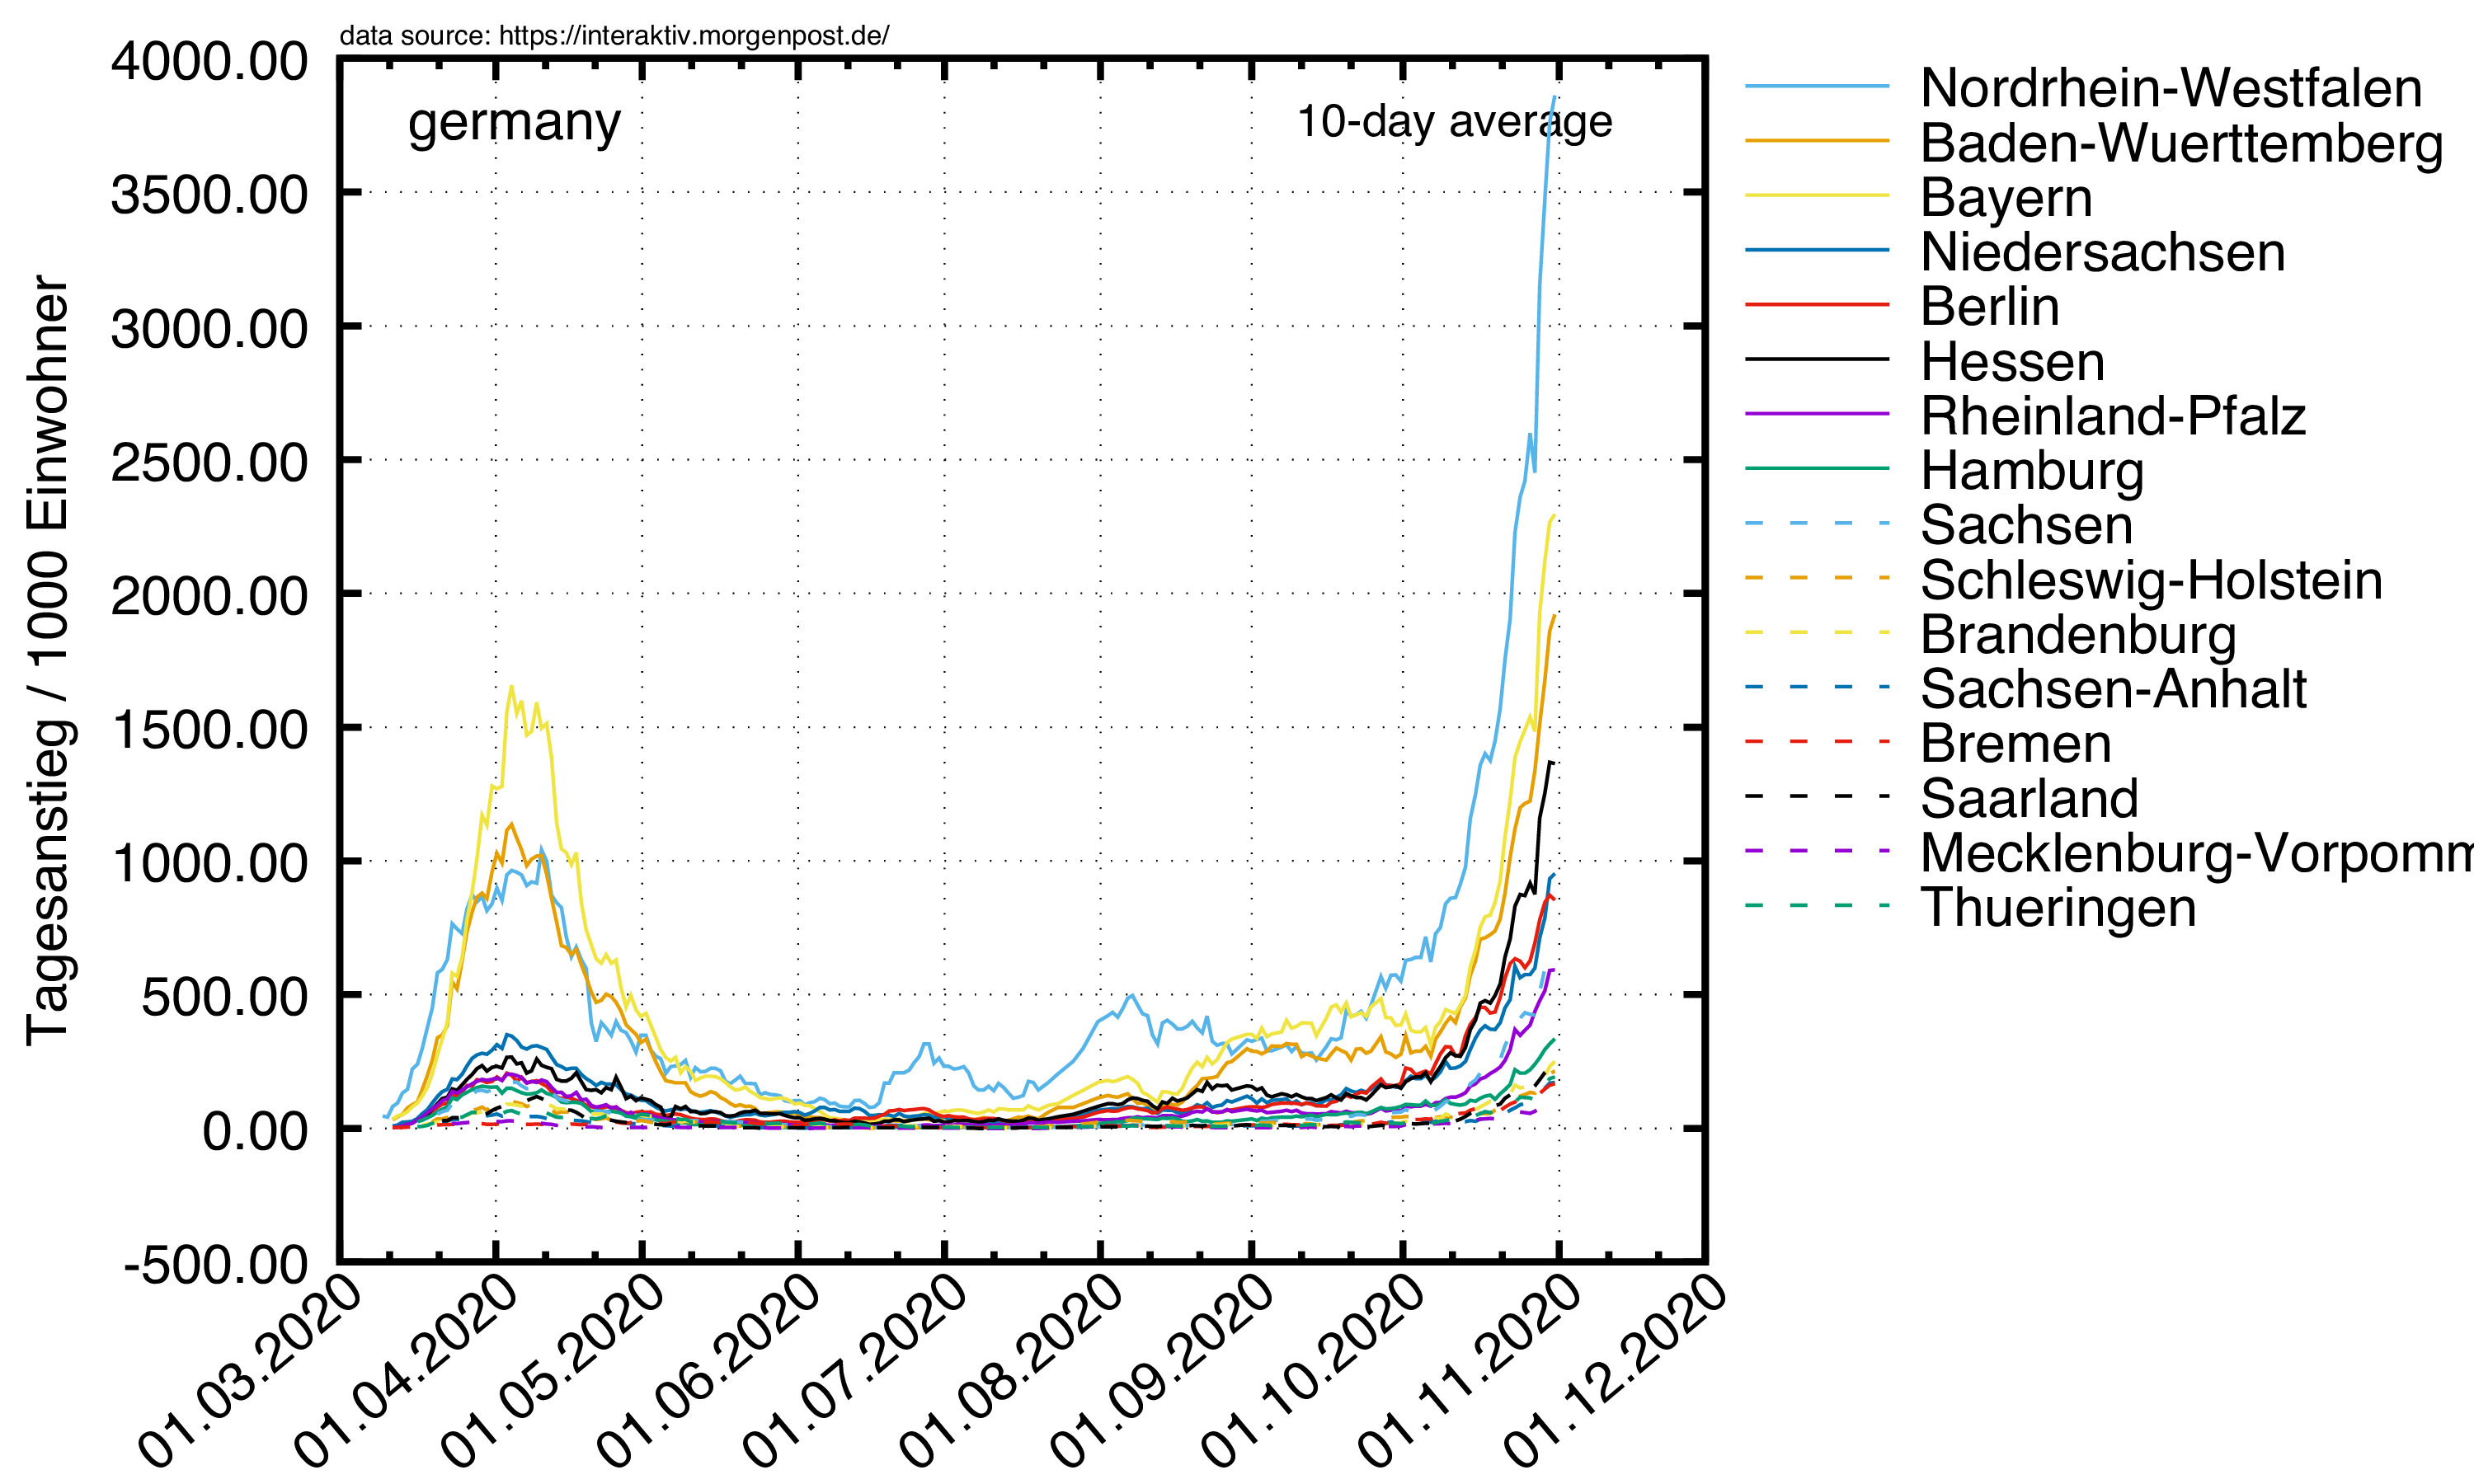 data source: https://interaktiv.morgenpost.de/
germany
10-day average
Tagesanstieg / 1000 Einwohner
4000.00
3500.00
3000.00
2500.00
2000.00
1500.00
1000.00
500.00
0.00
-500.00
01.03.2020
01.04.2020
01.05.2020
01.06.2020
01.07.2020
01.08.2020
01.09.2020
01.10.2020
01.11.2020
01.12.2020
Nordrhein-Westfalen
Baden-Wuerttemberg
Bayern
Niedersachsen
Berlin
Hessen
Rheinland-Pfalz
Hamburg
Sachsen
Schleswig-Holstein
Brandenburg
Sachsen-Anhalt
Bremen
Saarland
Mecklenburg-Vorpomm
Thueringen